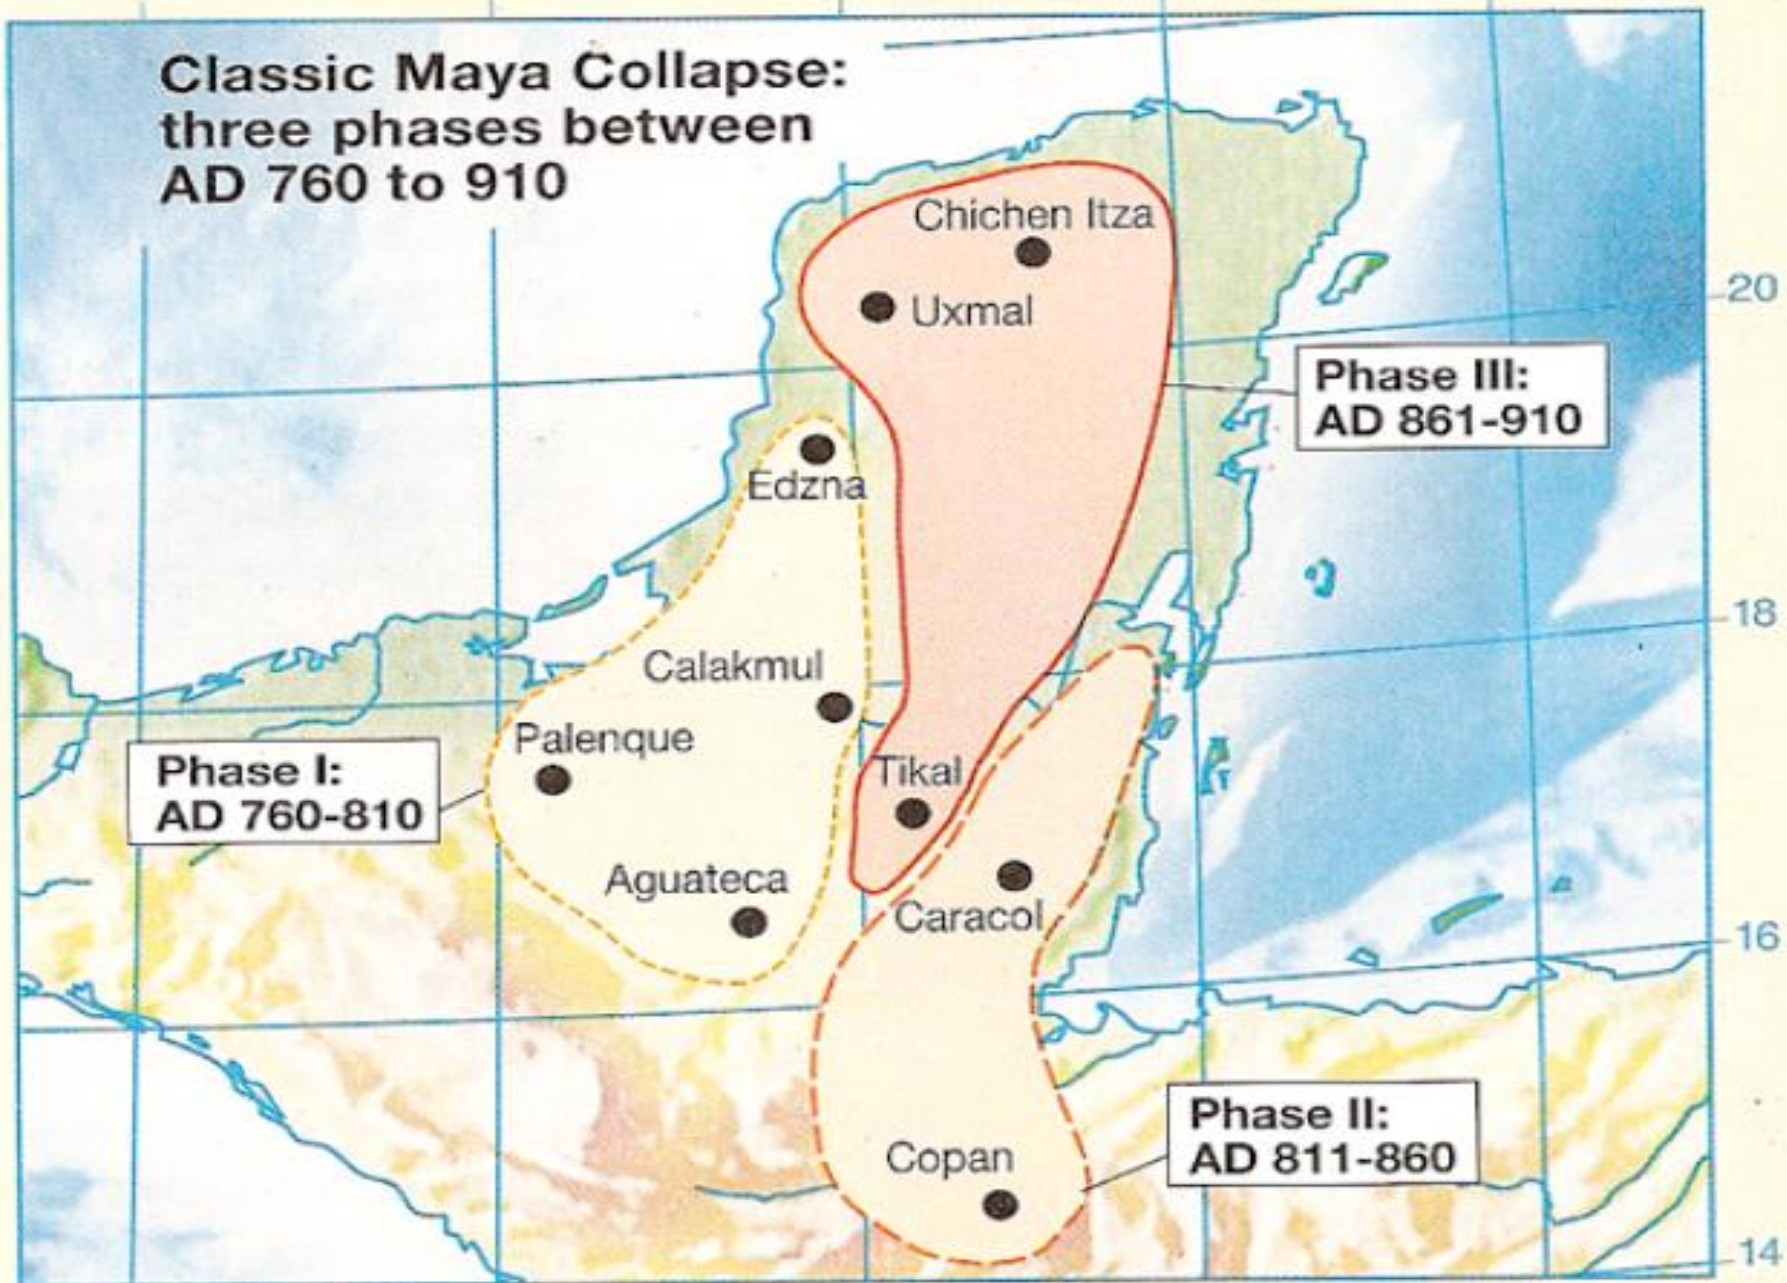 Classic Maya Collapse:
three phases between
AD 760 to 910
Chichen Itza
Uxmal
20
Phase III:
AD 861-910
Edzna
18
Calakmul
Palenque
Phase I:
AD 760-810
Tikal
Aguateca
Caracol
16
Phase II:
AD 811-860
Copan
14